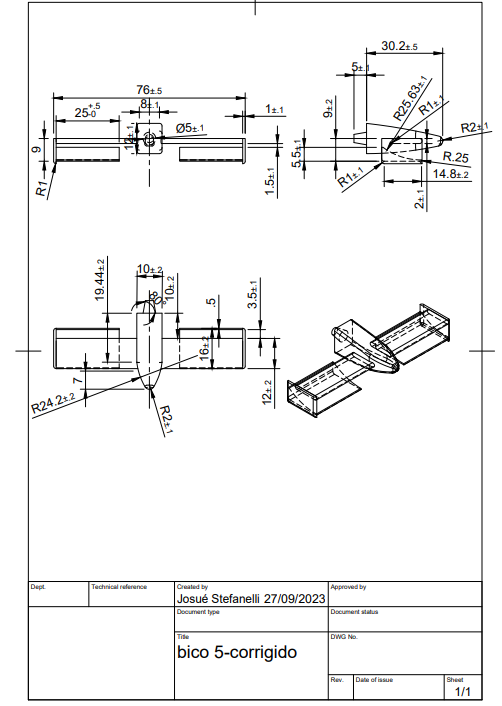 30.2±.5
5±.1
R25.63±.1
R1±.1
76±.5
25+.5-0
8±.1
1±.1
9±.2
Ø5±.1
R2±.1
9
5.5±.1
R.25
R1
1.5±.1
R1±.1
14.8±.2
2±.1
10±.2
19.44±.2
10±.2
.5
3.5±.1
16±.2
7
12±.2
R24.2±.2
R2±.1
Dept.
Technical reference
Created by
Approved by
Josué Stefanelli 27/09/2023
Document type
Document status
Title
DWG No.
bico 5-corrigido
Rev.
Date of issue
Sheet
1/1